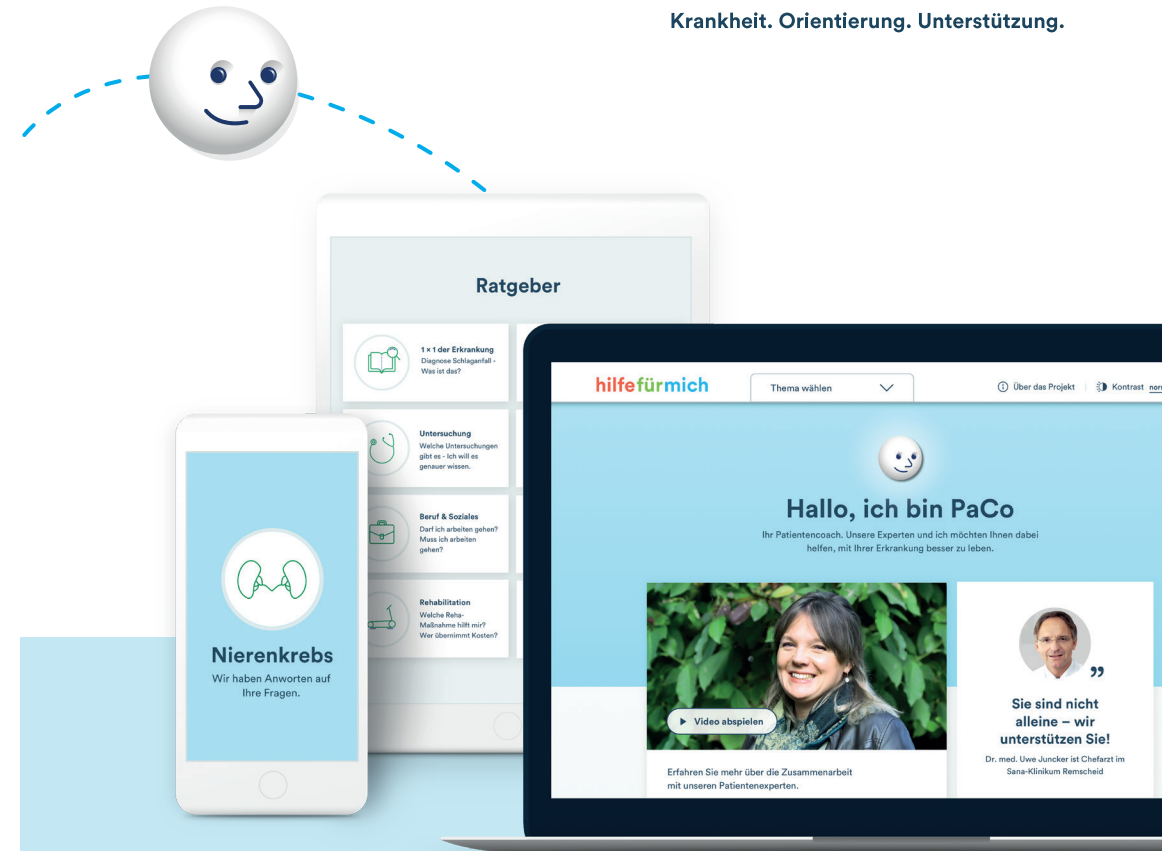 Krankheit. Orientierung. Unterstützung.
Ratgeber
1 × 1 der Erkrankung
Diagnose Schlaganfall -
Was ist das?
Untersuchung
Welche Untersuchungen
gibt es - Ich will es
genauer wissen.
Beruf & Soziales
Darf ich arbeiten gehen?
Muss ich arbeiten
gehen?
Rehabilitation
Welche Reha-
Maßnahme hilft mir?
Wer übernimmt Kosten?
Nierenkrebs
Wir haben Anworten auf
Ihre Fragen.
hilfefürmich
Thema wählen
Über das Projekt
Kontrast
Hallo, ich bin PaCo
Ihr Patientencoach. Unsere Experten und ich möchten Ihnen dabei
helfen, mit Ihrer Erkrankung besser zu leben.
Video abspielen
Erfahren Sie mehr über die Zusammenarbeit
mit unseren Patientenexperten.
”
Sie sind nicht
alleine – wir
unterstützen Sie!
Dr. med. Uwe Juncker ist Chefarzt im
Sana-Klinikum Remscheid